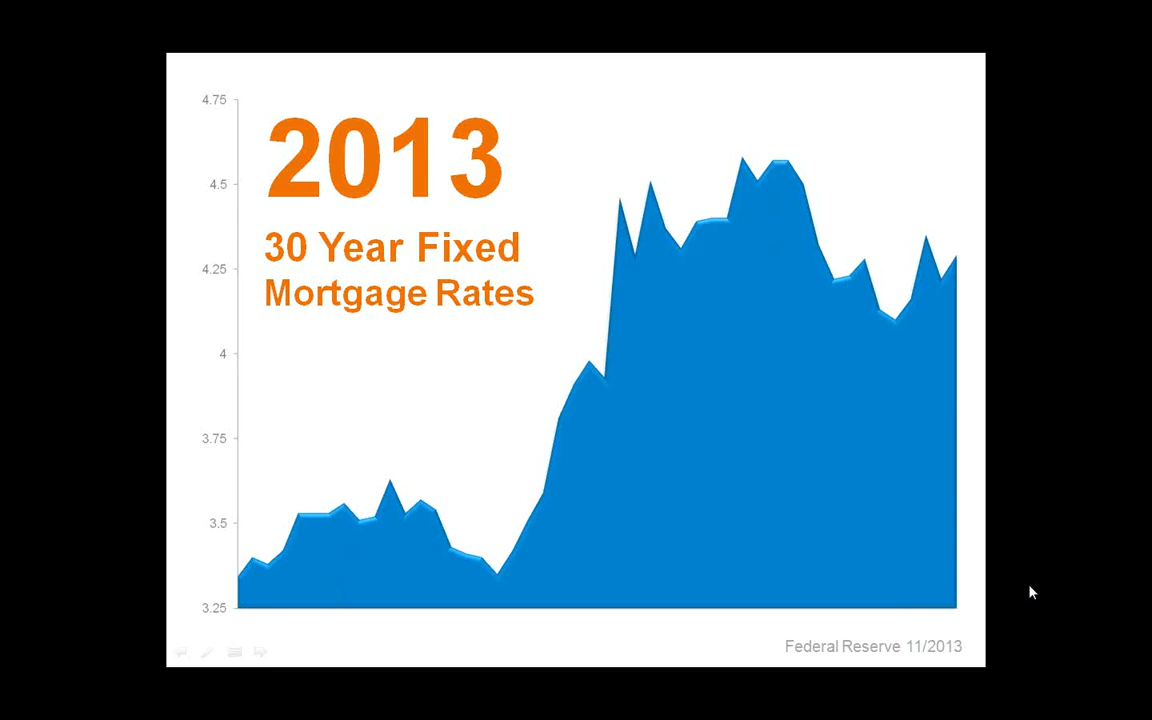 2013
30 Year Fixed
Mortgage Rates
4.75
4.5
4.25
4
3.75
3.5
3.25
Federal Reserve 11/2013